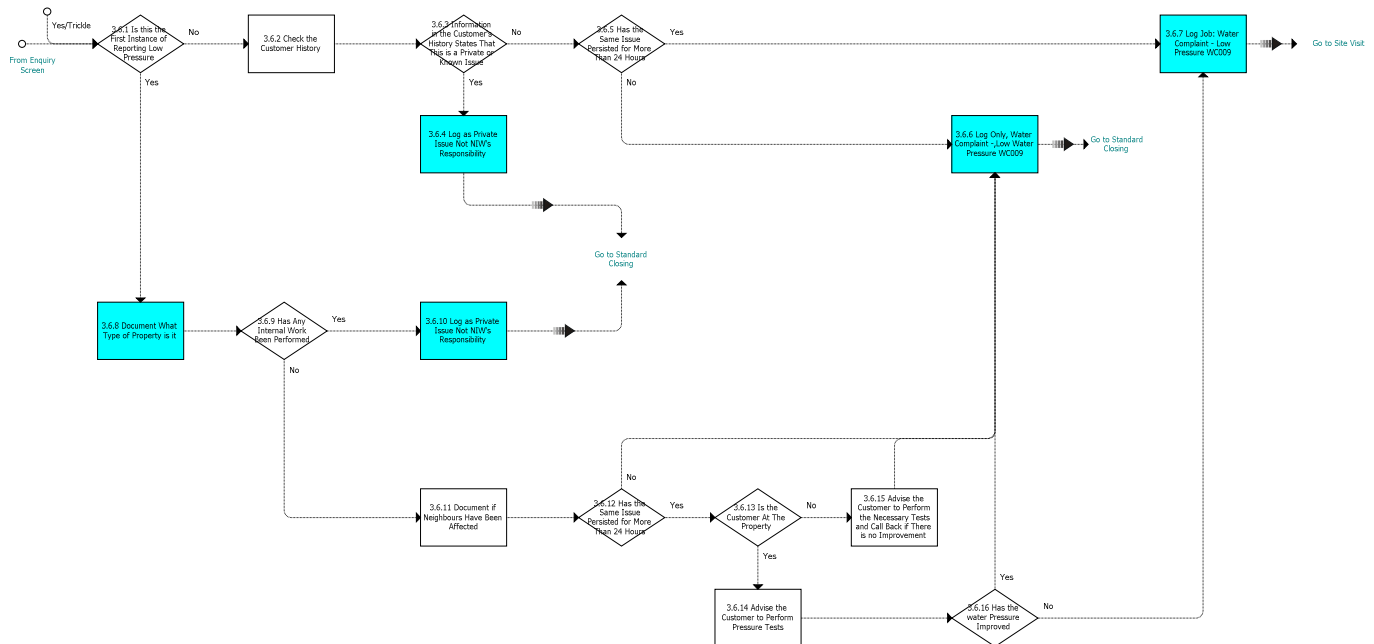 Yes/Trickle
From Enquiry
Screen
3.6.1 Is this the
First Instance of
Reporting Low
Pressure
No
Yes
3.6.2 Check the
Customer History
3.6.3 Information
in the Customer's
History States That
This is a Private or
Known Issue
No
Yes
3.6.5 Has the
Same Issue
Persisted for More
Than 24 Hours
Yes
No
3.6.7 Log Job: Water
Complaint - Low
Pressure WC009
Go to Site Visit
3.6.4 Log as Private
Issue Not NIW's
Responsibility
3.6.6 Log Only, Water
Complaint -,Low Water
Pressure WC009
Go to Standard
Closing
Go to Standard
Closing
3.6.8 Document What
Type of Property is it
3.6.9 Has Any
Internal Work
Been Performed
Yes
No
3.6.10 Log as Private
Issue Not NIW's
Responsibility
3.6.11 Document if
Neighbours Have Been
Affected
3.6.12 Has the
Same Issue
Persisted for More
Than 24 Hours
No
Yes
3.6.13 Is the
Customer At The
Property
No
Yes
3.6.15 Advise the
Customer to Perform
the Necessary Tests
and Call Back if There
is no Improvement
3.6.14 Advise the
Customer to Perform
Pressure Tests
3.6.16 Has the
water Pressure
Improved
Yes
No